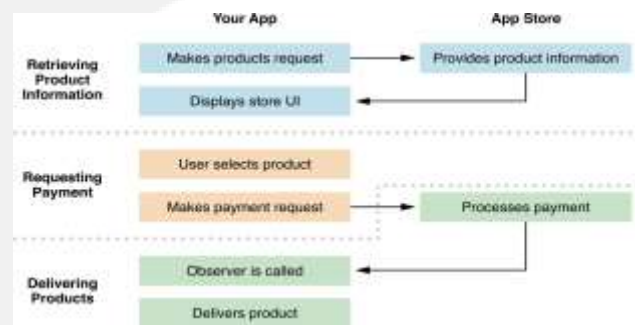 Your App
App Store
Retrieving
Product
Information
Makes products request
Provides product information
Displays store UI
Requesting
Payment
User selects product
Makes payment request
Processes payment
Delivering
Products
Observer is called
Delivers product